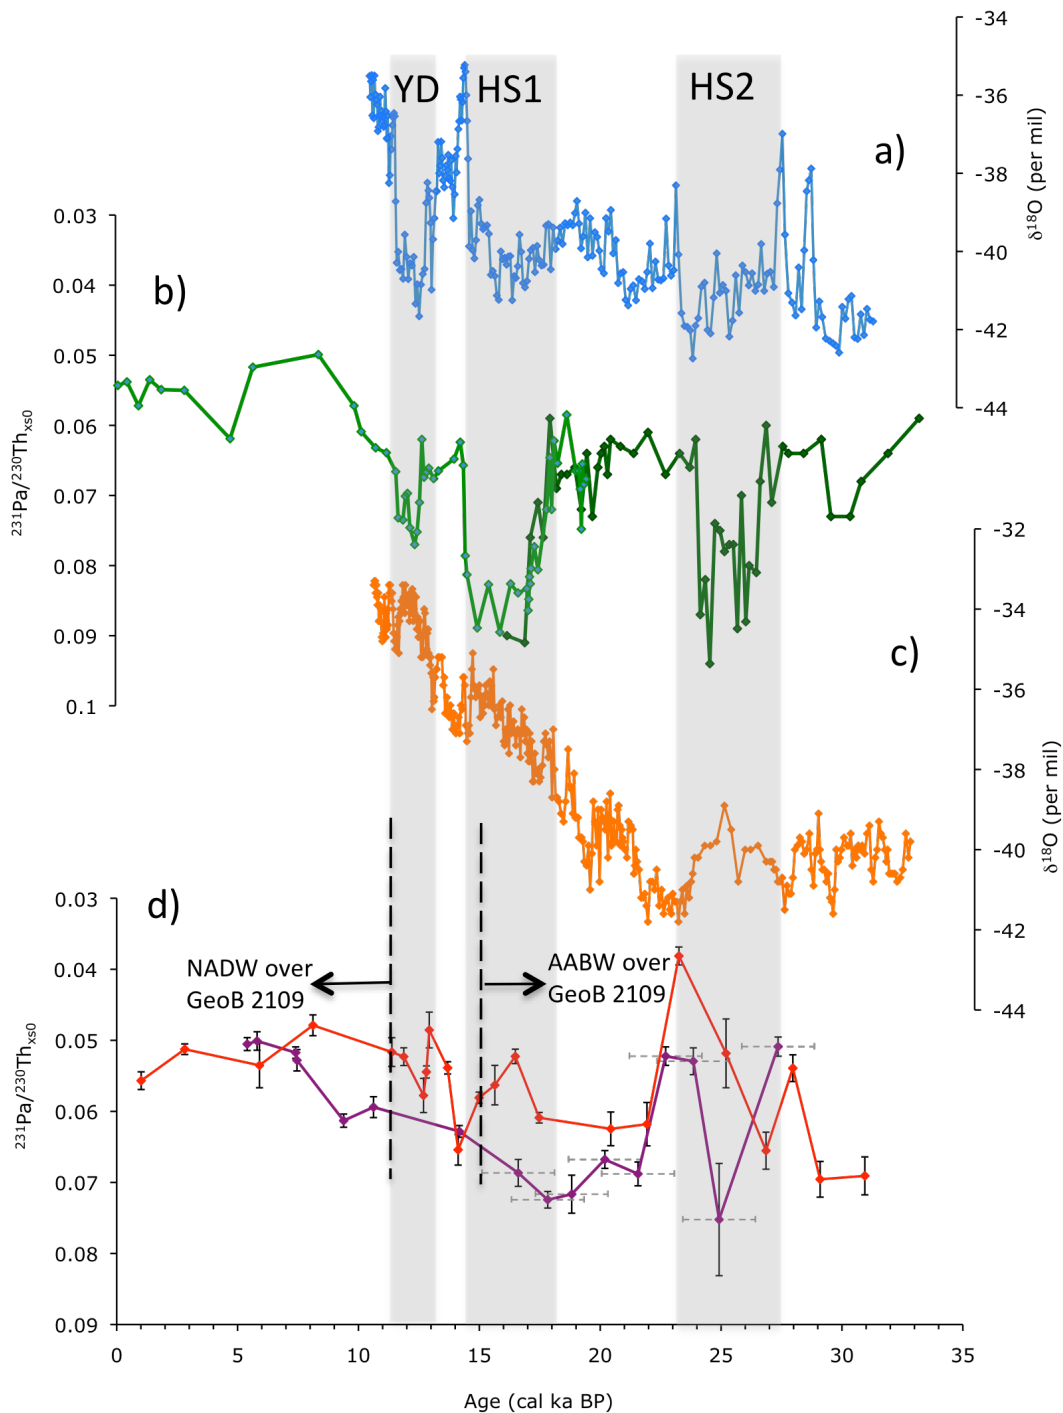 -34
-36
-38
-40
-42
-44
δ¹⁸O (per mil)
YD
HS1
HS2
a)
0.03
0.04
0.05
0.06
0.07
0.08
0.09
0.1
²³¹Pa/²³⁰Thₓₛ₀
b)
-32
-34
-36
-38
-40
-42
-44
δ¹⁸O (per mil)
c)
d)
0.03
0.04
0.05
0.06
0.07
0.08
0.09
²³¹Pa/²³⁰Thₓₛ₀
NADW over
GeoB 2109
AABW over
GeoB 2109
0 5 10 15 20 25 30 35
Age (cal ka BP)